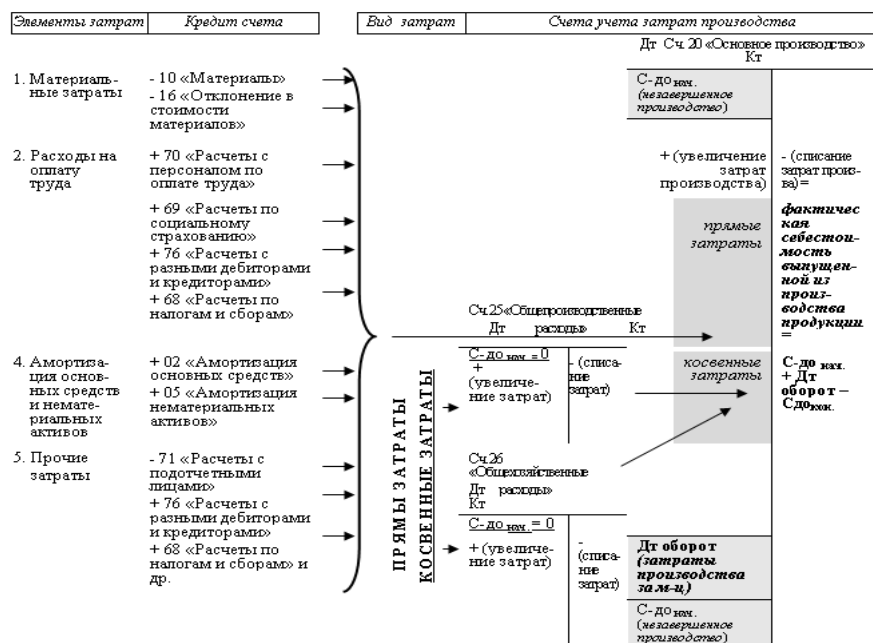 Элементы затрат
Кредит счета
Вид затрат
Счета учета затрат производства
Дт Сч. 20 «Основное производство»
Кт
1. Материаль-
ные затраты
- 10 «Материалы»
- 16 «Отклонение в
стоимости
материалов»
С-до нач.
(незавершенное
производство)
2. Расходы на
оплату
труда
+ 70 «Расчеты с
персоналом по
оплате труда»
+ 69 «Расчеты по
социальному
страхованию»
+ 76 «Расчеты с
разными дебиторами
и кредиторами»
+ 68 «Расчеты по
налогам и сборам»
+ (увеличение
затрат
производства)
- (списание
затрат произ-
ва) =
прямые
затраты
фактичес
кая
себестои-
мость
выпущен-
ной из
произ-
водства
продукции
=
Сч.25 «Общепроизводственные
Дт расходы» Кт
4. Амортиза-
ция основ-
ных средств
и немате-
риальных
активов
+ 02 «Амортизация
основных средств»
+ 05 «Амортизация
нематериальных
активов»
ПРЯМЫ ЗАТРАТЫ
КОСВЕННЫЕ ЗАТРАТЫ
С-до нач. = 0
+
(увеличе-
ние затрат)
- (списа-
ние
затрат)
косвенные
затраты
С-до нач.
+ Дт
оборот –
Сдокон.
5. Прочие
затраты
- 71 «Расчеты с
подотчетными
лицами»
+ 76 «Расчеты с
разными дебиторами
и кредиторами»
+ 68 «Расчеты по
налогам и сборам» и
др.
Сч.26
«Общехозяйственные
Дт расходы»
Кт
С-до нач. = 0
+ (увеличе-
ние затрат)
-
(списа-
ние
затрат)
Дт оборот
(затраты
производства
за м-ц)
С-до нач.
(незавершенное
производство)